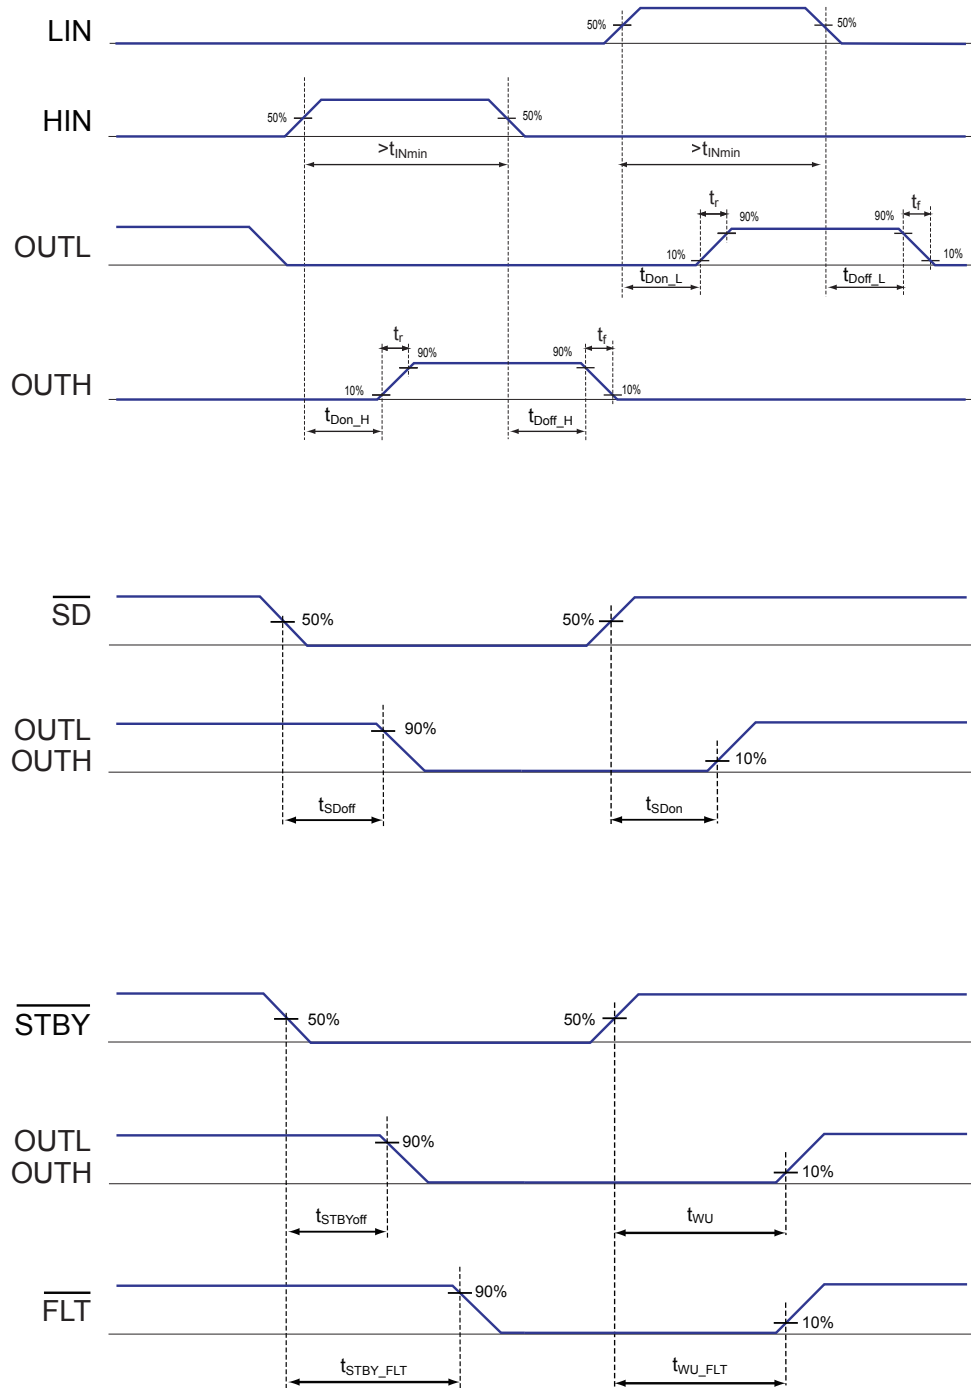 LIN
50%
50%
HIN
50%
50%
>tINmin
>tINmin
OUTL
tr
tf
90%
90%
10%
10%
tDon_L
tDoff_L
OUTH
tr
tf
90%
90%
10%
10%
tDon_H
tDoff_H
SD
50%
50%
OUTL
OUTH
90%
10%
tSDoff
tSDon
STBY
50%
50%
OUTL
OUTH
90%
10%
tSTBYoff
tWU
FLT
90%
10%
tSTBY_FLT
tWU_FLT